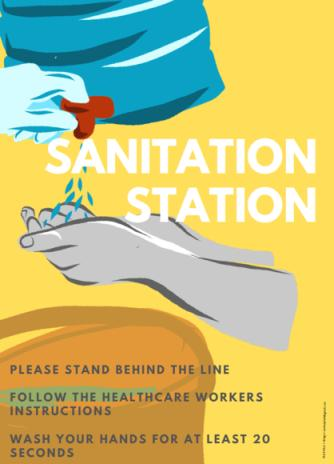 SANITATION
STATION
PLEASE STAND BEHIND THE LINE
FOLLOW THE HEALTHCARE WORKERS
INSTRUCTIONS
WASH YOUR HANDS FOR AT LEAST 20
SECONDS